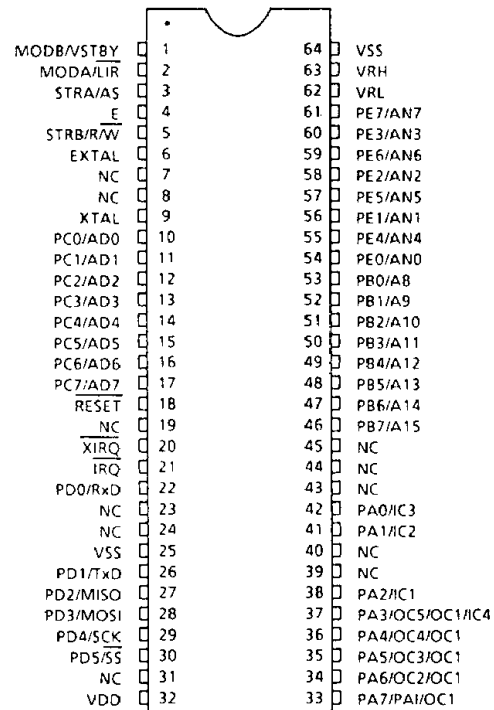 MODB/VSTBY 1 64 VSS
MODA/LIR 2 63 VRH
STRA/AS 3 62 VRL
E 4 61 PE7/AN7
STRB/R/W 5 60 PE3/AN3
EXTAL 6 59 PE6/AN6
NC 7 58 PE2/AN2
NC 8 57 PE5/AN5
XTAL 9 56 PE1/AN1
PC0/AD0 10 55 PE4/AN4
PC1/AD1 11 54 PE0/AN0
PC2/AD2 12 53 PB0/A8
PC3/AD3 13 52 PB1/A9
PC4/AD4 14 51 PB2/A10
PC5/AD5 15 50 PB3/A11
PC6/AD6 16 49 PB4/A12
PC7/AD7 17 48 PB5/A13
RESET 18 47 PB6/A14
NC 19 46 PB7/A15
XIRQ 20 45 NC
IRQ 21 44 NC
PD0/RxD 22 43 NC
NC 23 42 PA0/IC3
NC 24 41 PA1/IC2
VSS 25 40 NC
PD1/TxD 26 39 NC
PD2/MISO 27 38 PA2/IC1
PD3/MOSI 28 37 PA3/OC5/OC1/IC4
PD4/SCK 29 36 PA4/OC4/OC1
PD5/SS 30 35 PA5/OC3/OC1
NC 31 34 PA6/OC2/OC1
VDD 32 33 PA7/PAI/OC1